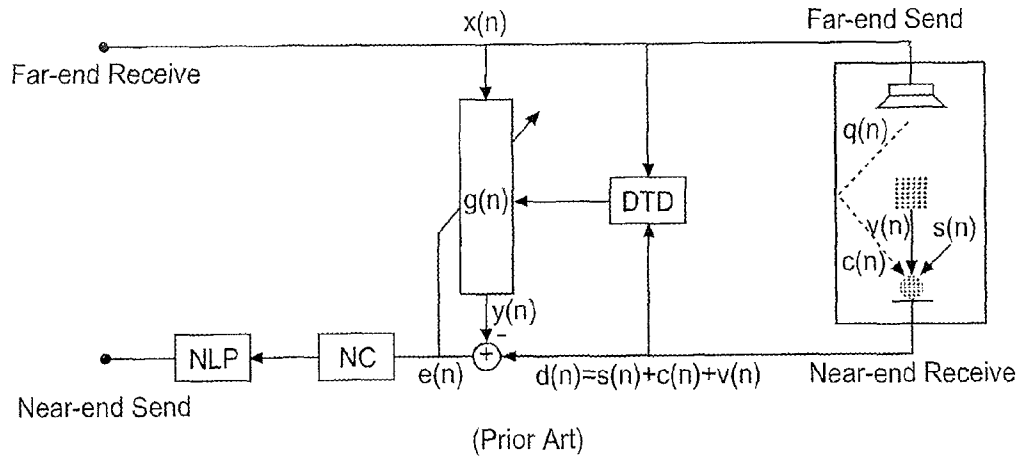 x(n)
Far-end Send
Far-end Receive
q(n)
g(n)
DTD
v(n)
s(n)
c(n)
y(n)
-
+
NLP
NC
e(n)
d(n)=s(n)+c(n)+v(n)
Near-end Receive
Near-end Send
(Prior Art)